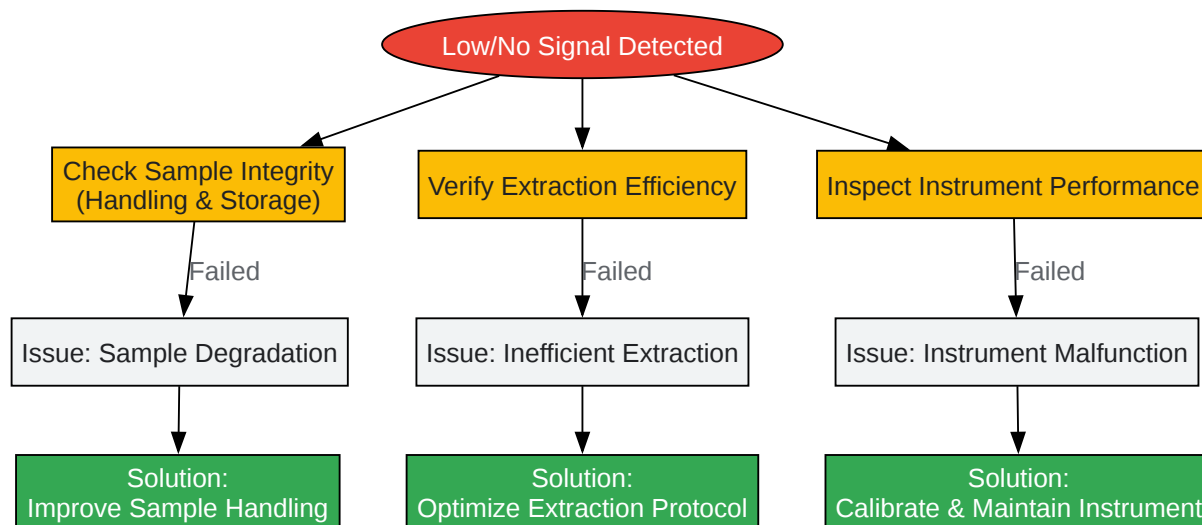 Low/No Signal Detected
Check Sample Integrity
(Handling & Storage)
Verify Extraction Efficiency
Inspect Instrument Performance
Failed
Failed
Failed
Issue: Sample Degradation
Issue: Inefficient Extraction
Issue: Instrument Malfunction
Solution:
Improve Sample Handling
Solution:
Optimize Extraction Protocol
Solution:
Calibrate & Maintain Instrument